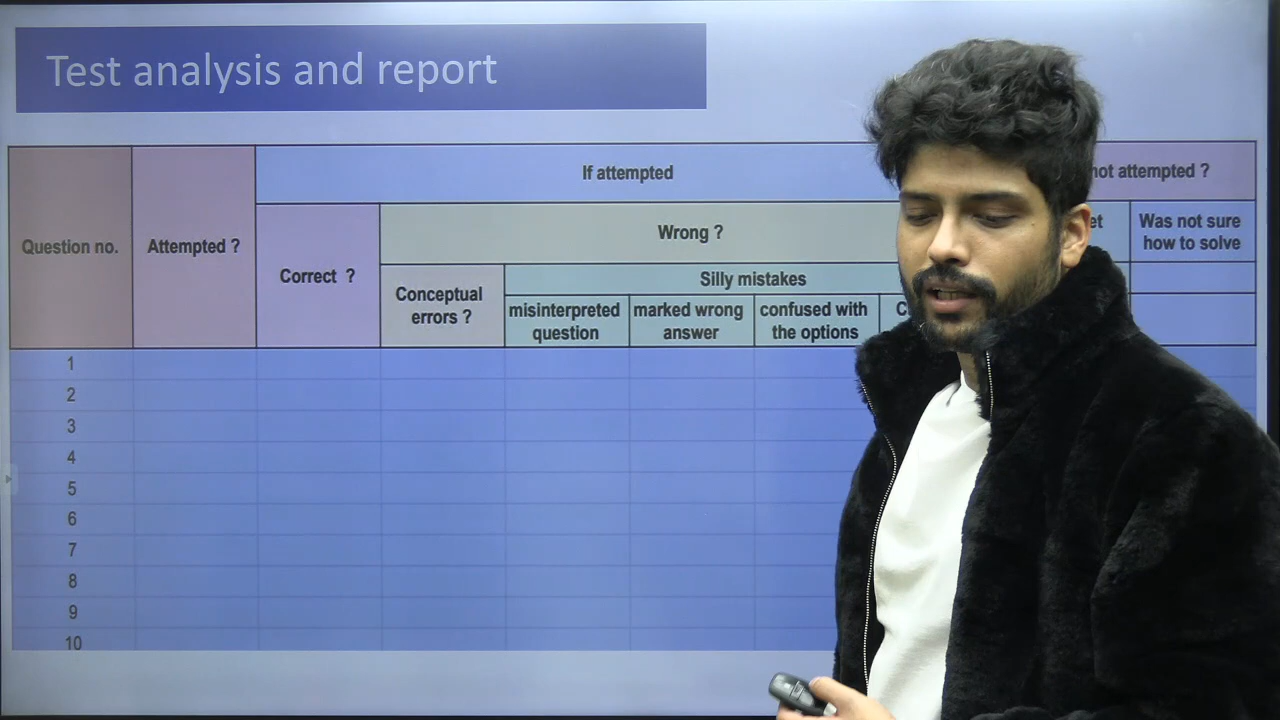 Test analysis and report
If attempted
not attempted ?
Question no.
Attempted ?
Correct ?
Wrong ?
Was not sure
how to solve
Conceptual
errors ?
Silly mistakes
misinterpreted
question
marked wrong
answer
confused with
the options
1
2
3
4
5
6
7
8
9
10